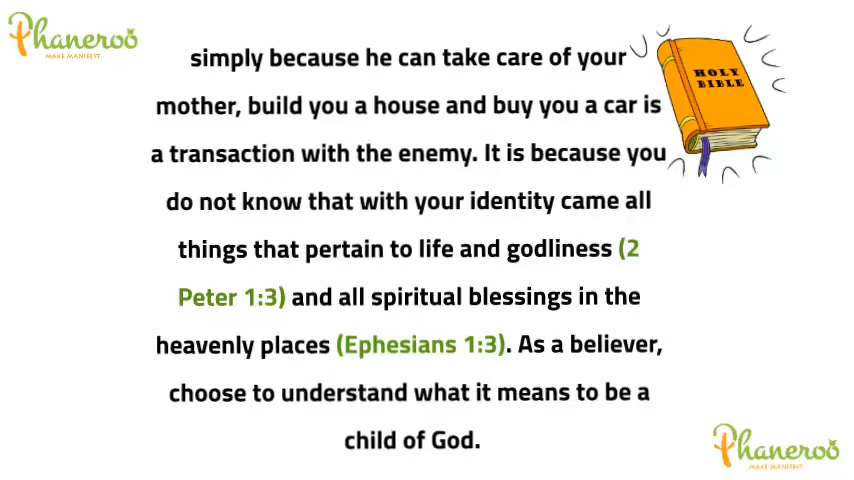 Phaneroo
MAKE MANIFEST
simply because he can take care of your
mother, build you a house and buy you a car is
a transaction with the enemy. It is because you
do not know that with your identity came all
things that pertain to life and godliness (2
Peter 1:3) and all spiritual blessings in the
heavenly places (Ephesians 1:3). As a believer,
choose to understand what it means to be a
child of God.
HOLY
BIBLE
Phaneroo
MAKE MANIFEST